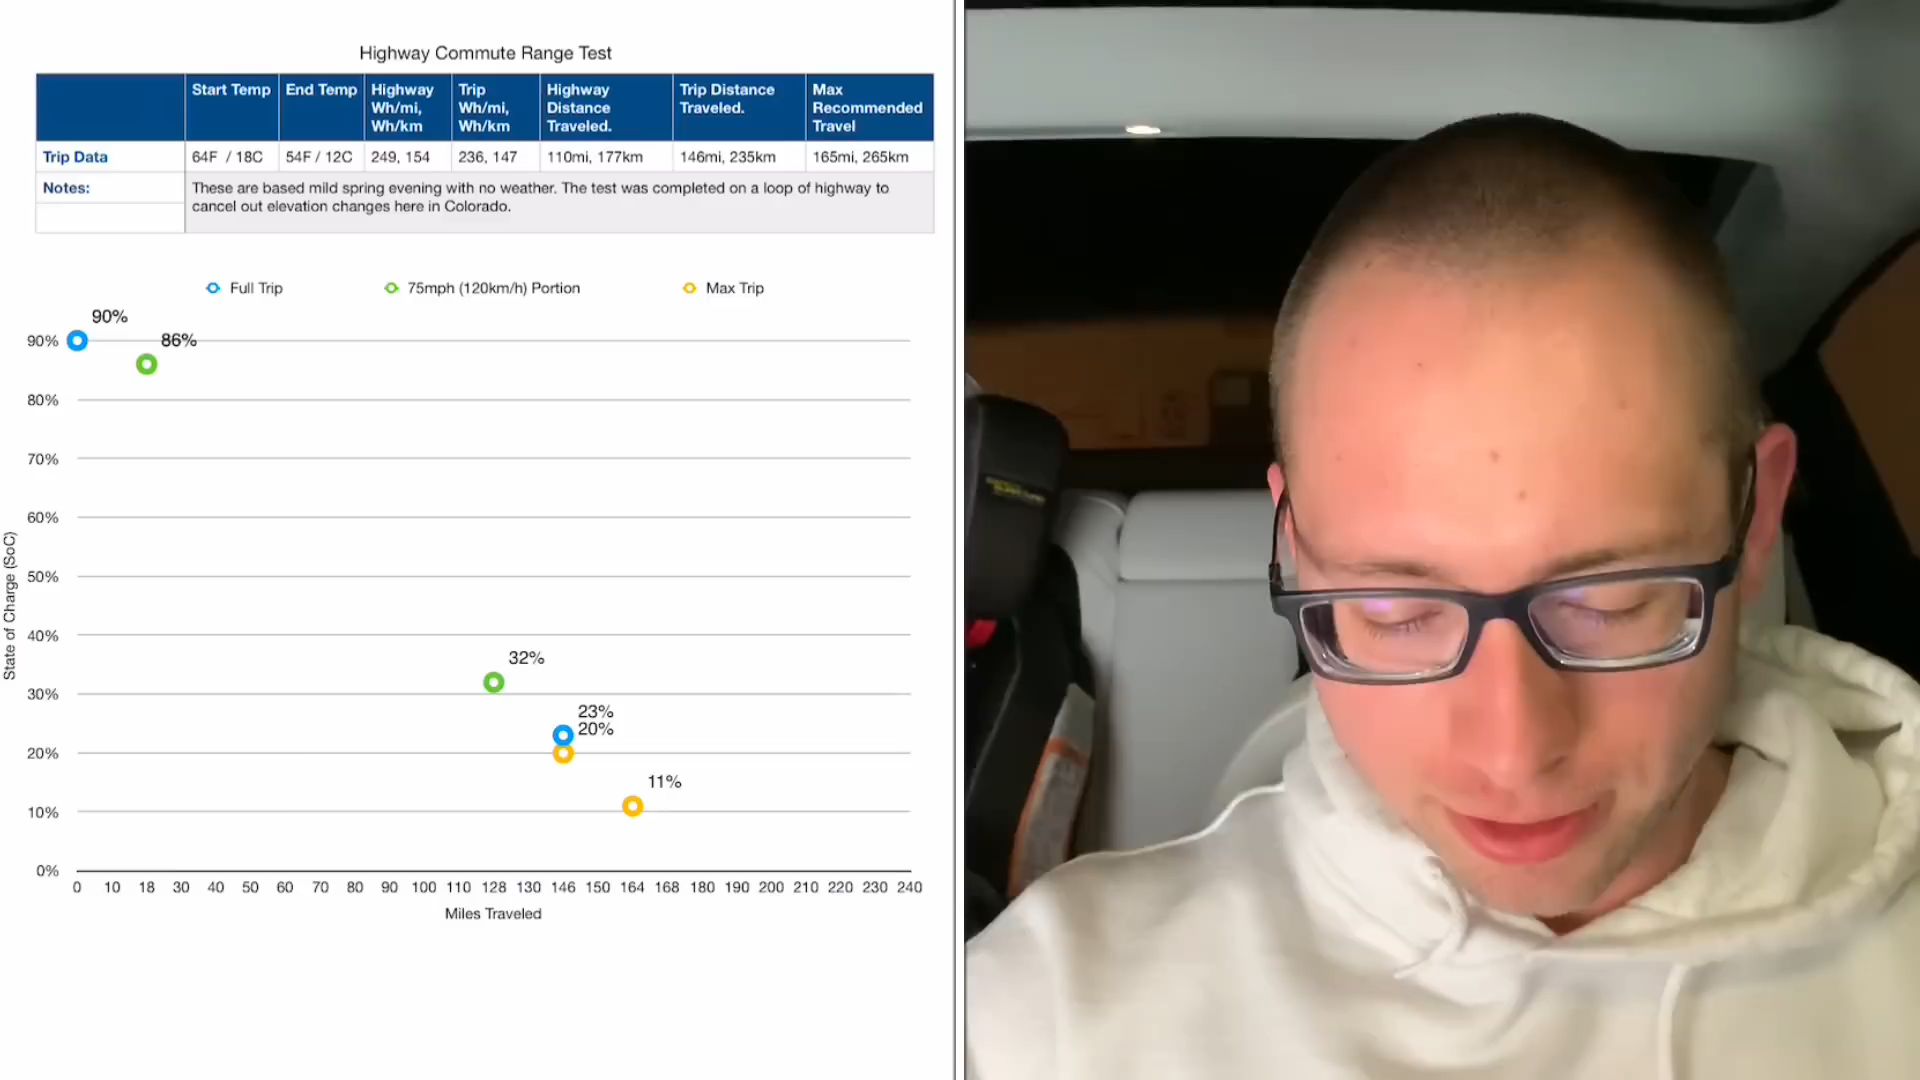 Highway Commute Range Test
Start Temp
End Temp
Highway
Wh/mi,
Wh/km
Trip
Wh/mi,
Wh/km
Highway
Distance
Traveled.
Trip Distance
Traveled.
Max
Recommended
Travel
Trip Data
64F / 18C
54F / 12C
249, 154
236, 147
110mi, 177km
146mi, 235km
165mi, 265km
Notes:
These are based mild spring evening with no weather. The test was completed on a loop of highway to
cancel out elevation changes here in Colorado.
Full Trip
75mph (120km/h) Portion
Max Trip
90%
86%
32%
23%
20%
11%
90%
80%
70%
60%
50%
40%
30%
20%
10%
0%
State of Charge (SoC)
0 10 18 30 40 50 60 70 80 90 100 110 128 130 146 150 164 168 180 190 200 210 220 230 240
Miles Traveled